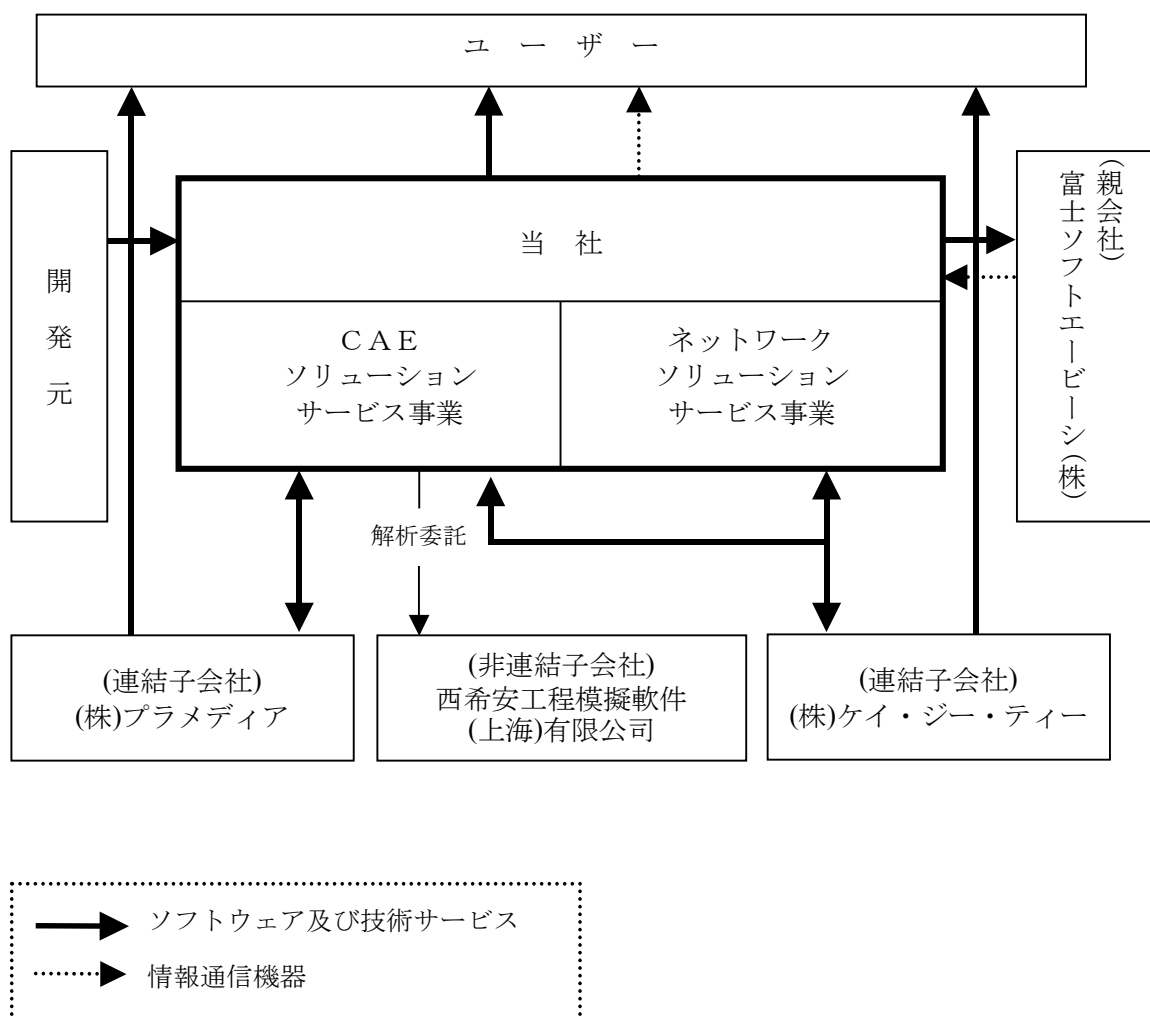 ユ ー ザ ー
開
発
元
当 社
CAE
ソリューション
サービス事業
ネットワーク
ソリューション
サービス事業
(親会社)
富士ソフトエービーシ(株)
解析委託
(連結子会社)
(株)プラメディア
(非連結子会社)
西希安工程模擬軟件
(上海)有限公司
(連結子会社)
(株)ケイ・ジー・ティー
ソフトウェア及び技術サービス
情報通信機器